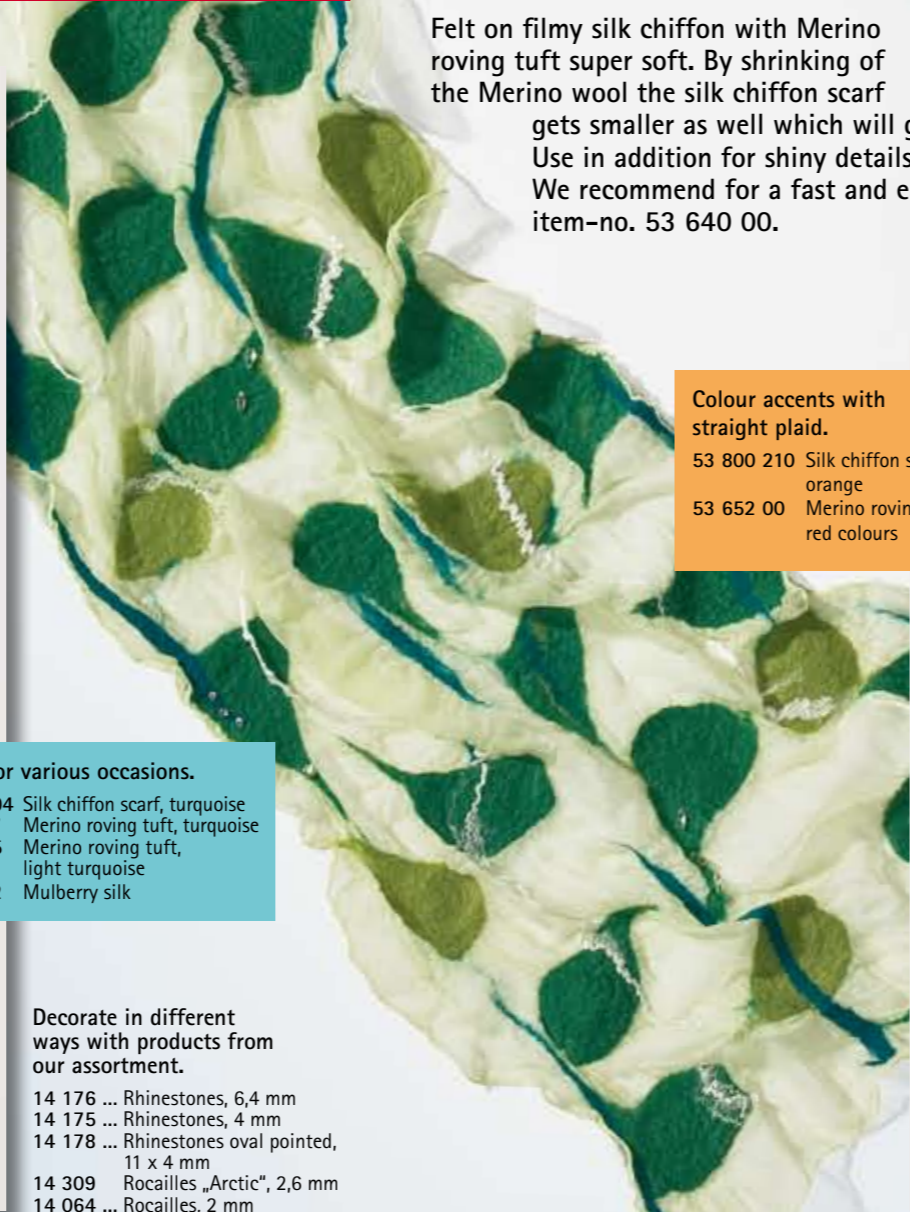 Felt on filmy silk chiffon with Merino
roving tuft super soft. By shrinking of
the Merino wool the silk chiffon scarf
gets smaller as well which will
Use in addition for shiny details
We recommend for a fast and
item-no. 53 640 00.
Colour accents with
straight plaid.
53 800 210 Silk chiffon
orange
53 652 00 Merino
red colours
various occasions.
Silk chiffon scarf, turquoise
Merino roving tuft, turquoise
Merino roving tuft,
light turquoise
Mulberry silk
Decorate in different
ways with products from
our assortment.
14 176 ... Rhinestones, 6,4 mm
14 175 ... Rhinestones, 4 mm
14 178 ... Rhinestones oval pointed,
11 x 4 mm
14 309 Rocailles „Arctic“, 2,6 mm
14 064 ... Rocailles, 2 mm